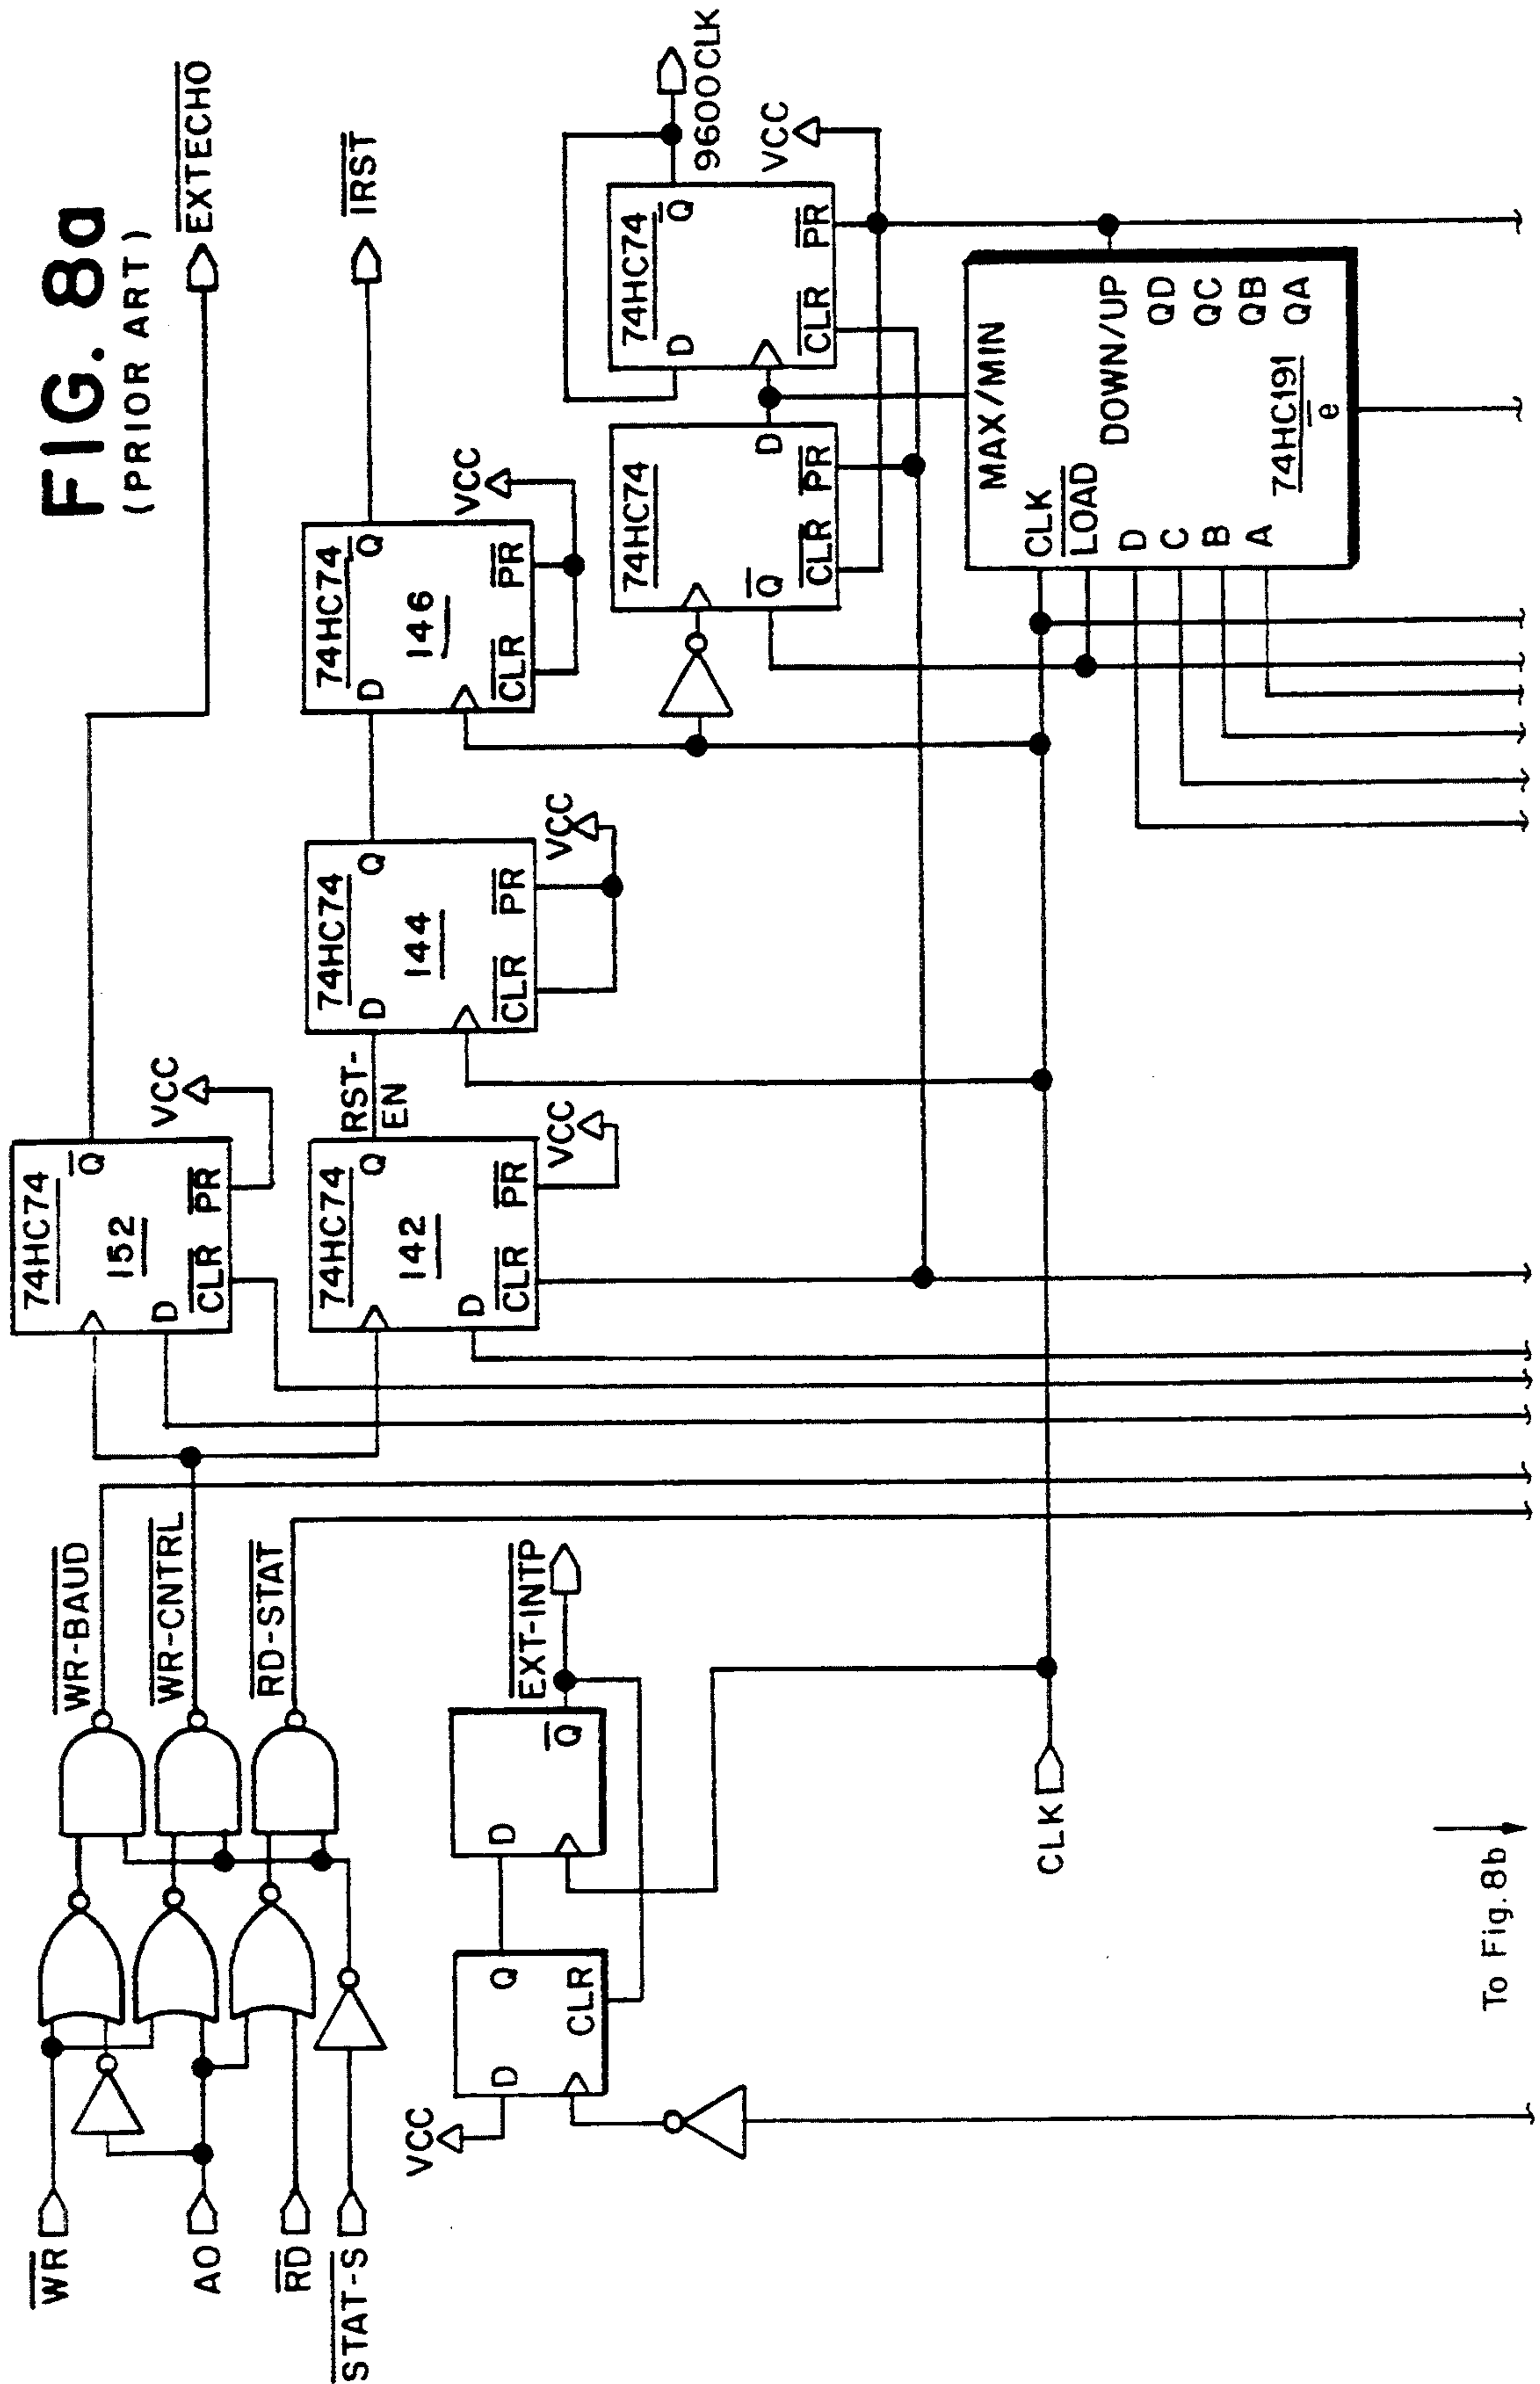 FIG. 8a
(PRIOR ART)
EXTECHO
IRST
9600CLK
WR-BAUD
WR-CNTRL
RD-STAT
WR
A0
RD
STAT-S
74HC74
152
Q
D
CLR
PR
VCC
74HC74
142
Q
D
CLR
PR
VCC
RST-
EN
74HC74
144
D
Q
CLR
PR
VCC
74HC74
146
D
Q
CLR
PR
VCC
74HC74
D
Q
CLR
PR
74HC74
D
Q
CLR
PR
VCC
EXT-INTP
D
Q
VCC
D
Q
CLR
CLK
MAX/MIN
CLK
LOAD
DOWN/UP
D
QD
C
QC
B
QB
A
QA
74HC191
e
To Fig. 8b